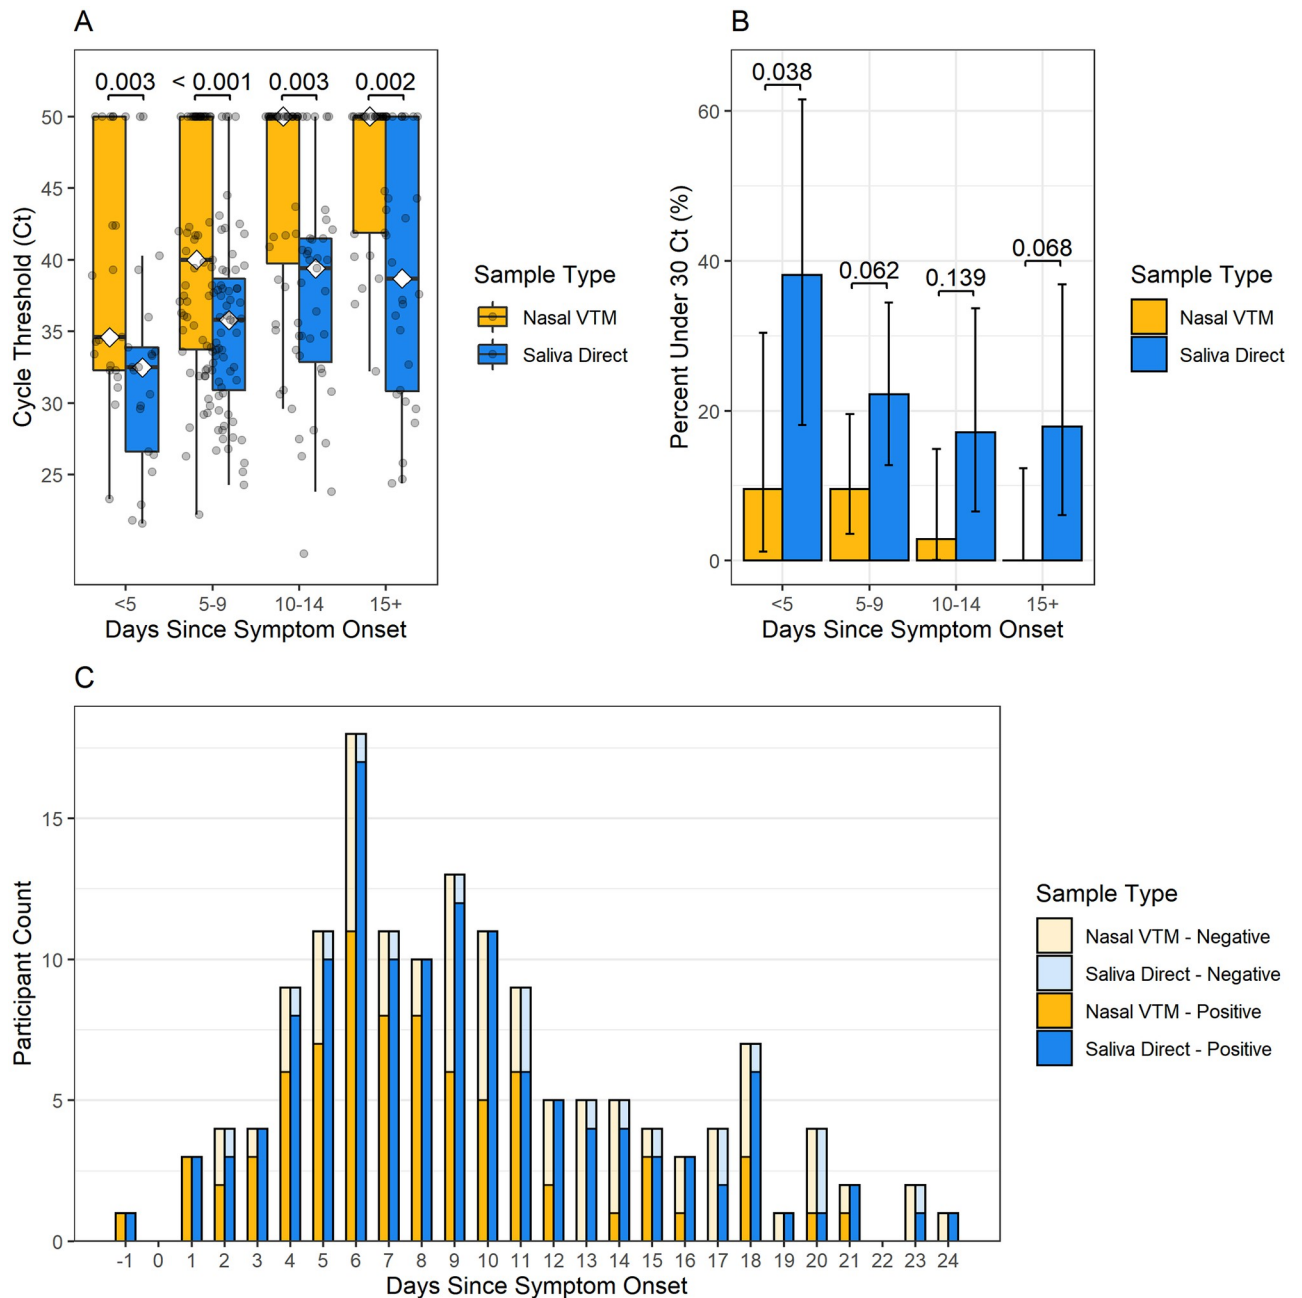 A
0.003 < 0.001 0.003 0.002
50
45
40
35
30
25
Cycle Threshold (Ct)
<5 5-9 10-14 15+
Days Since Symptom Onset
Sample Type
Nasal VTM
Saliva Direct
B
0.038
0.062
0.139
0.068
60
40
20
0
Percent Under 30 Ct (%)
<5 5-9 10-14 15+
Days Since Symptom Onset
Sample Type
Nasal VTM
Saliva Direct
C
15
10
5
0
Participant Count
-1 0 1 2 3 4 5 6 7 8 9 10 11 12 13 14 15 16 17 18 19 20 21 22 23 24
Days Since Symptom Onset
Sample Type
Nasal VTM - Negative
Saliva Direct - Negative
Nasal VTM - Positive
Saliva Direct - Positive